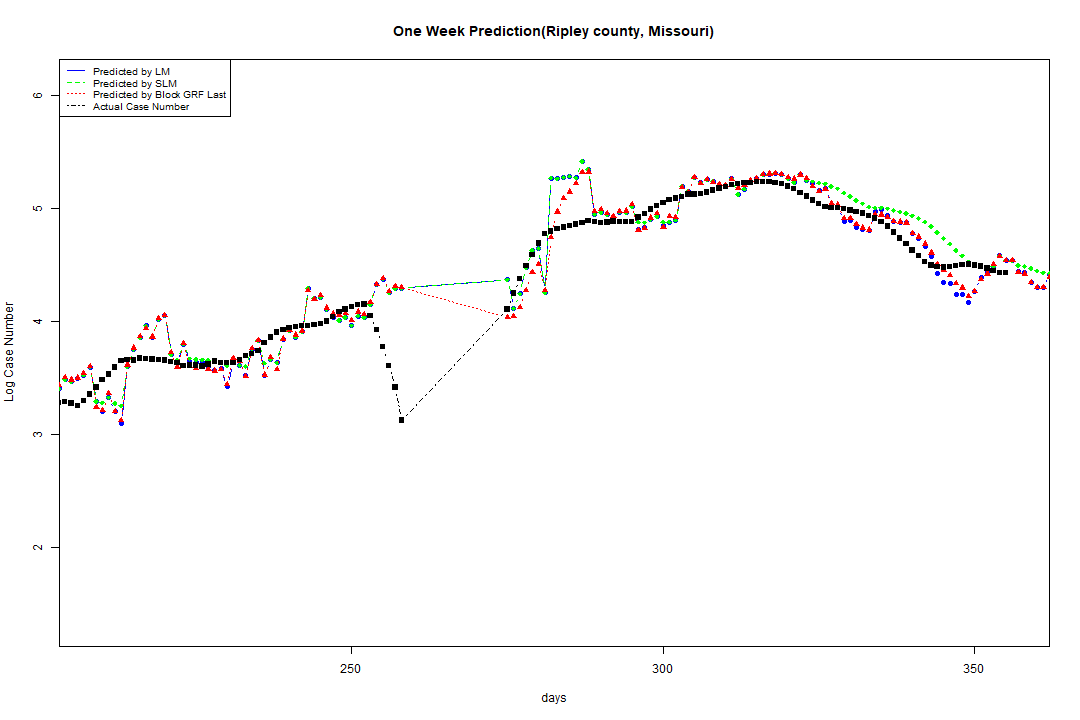 One Week Prediction(Ripley county, Missouri)
Predicted by LM
Predicted by SLM
Predicted by Block GRF Last
Actual Case Number
6
5
4
3
2
Log Case Number
250
300
350
days